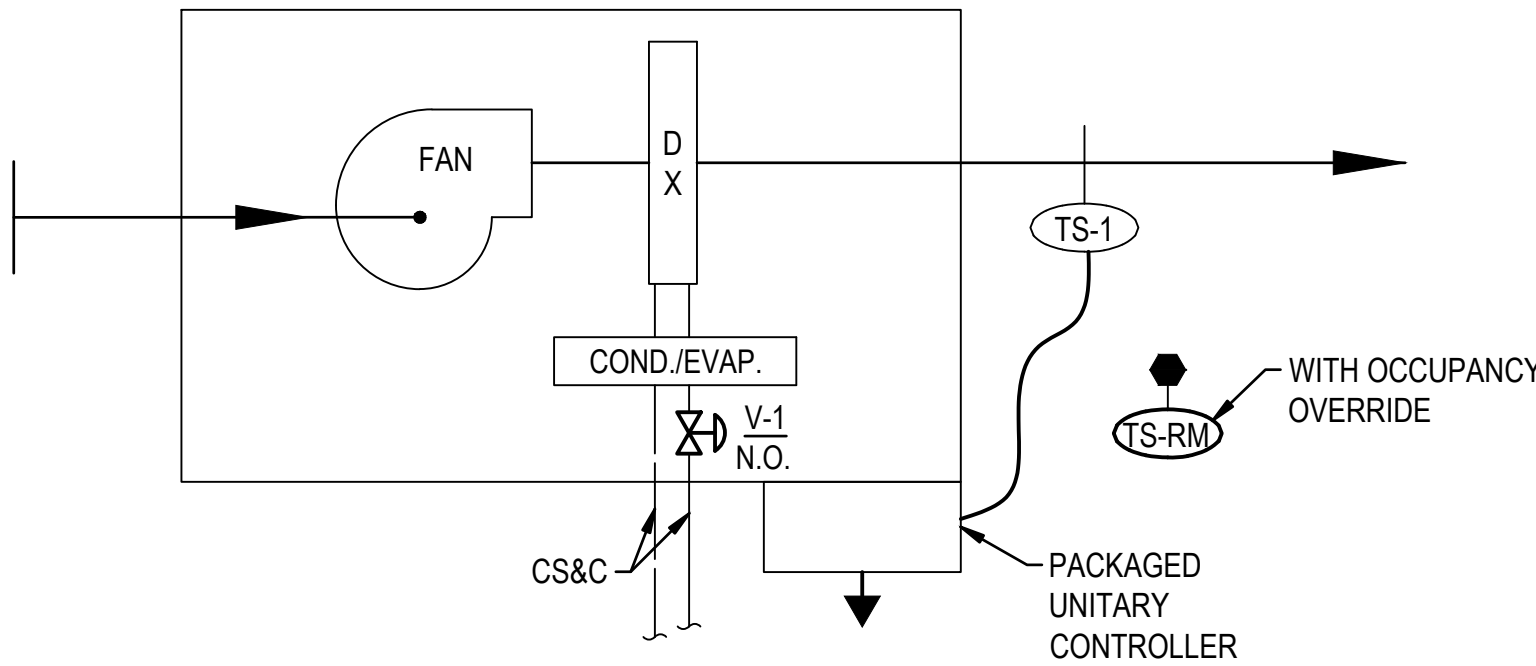 FAN
D
X
TS-1
COND./EVAP.
WITH OCCUPANCY
OVERRIDE
V-1
N.O.
TS-RM
CS&C
PACKAGED
UNITARY
CONTROLLER